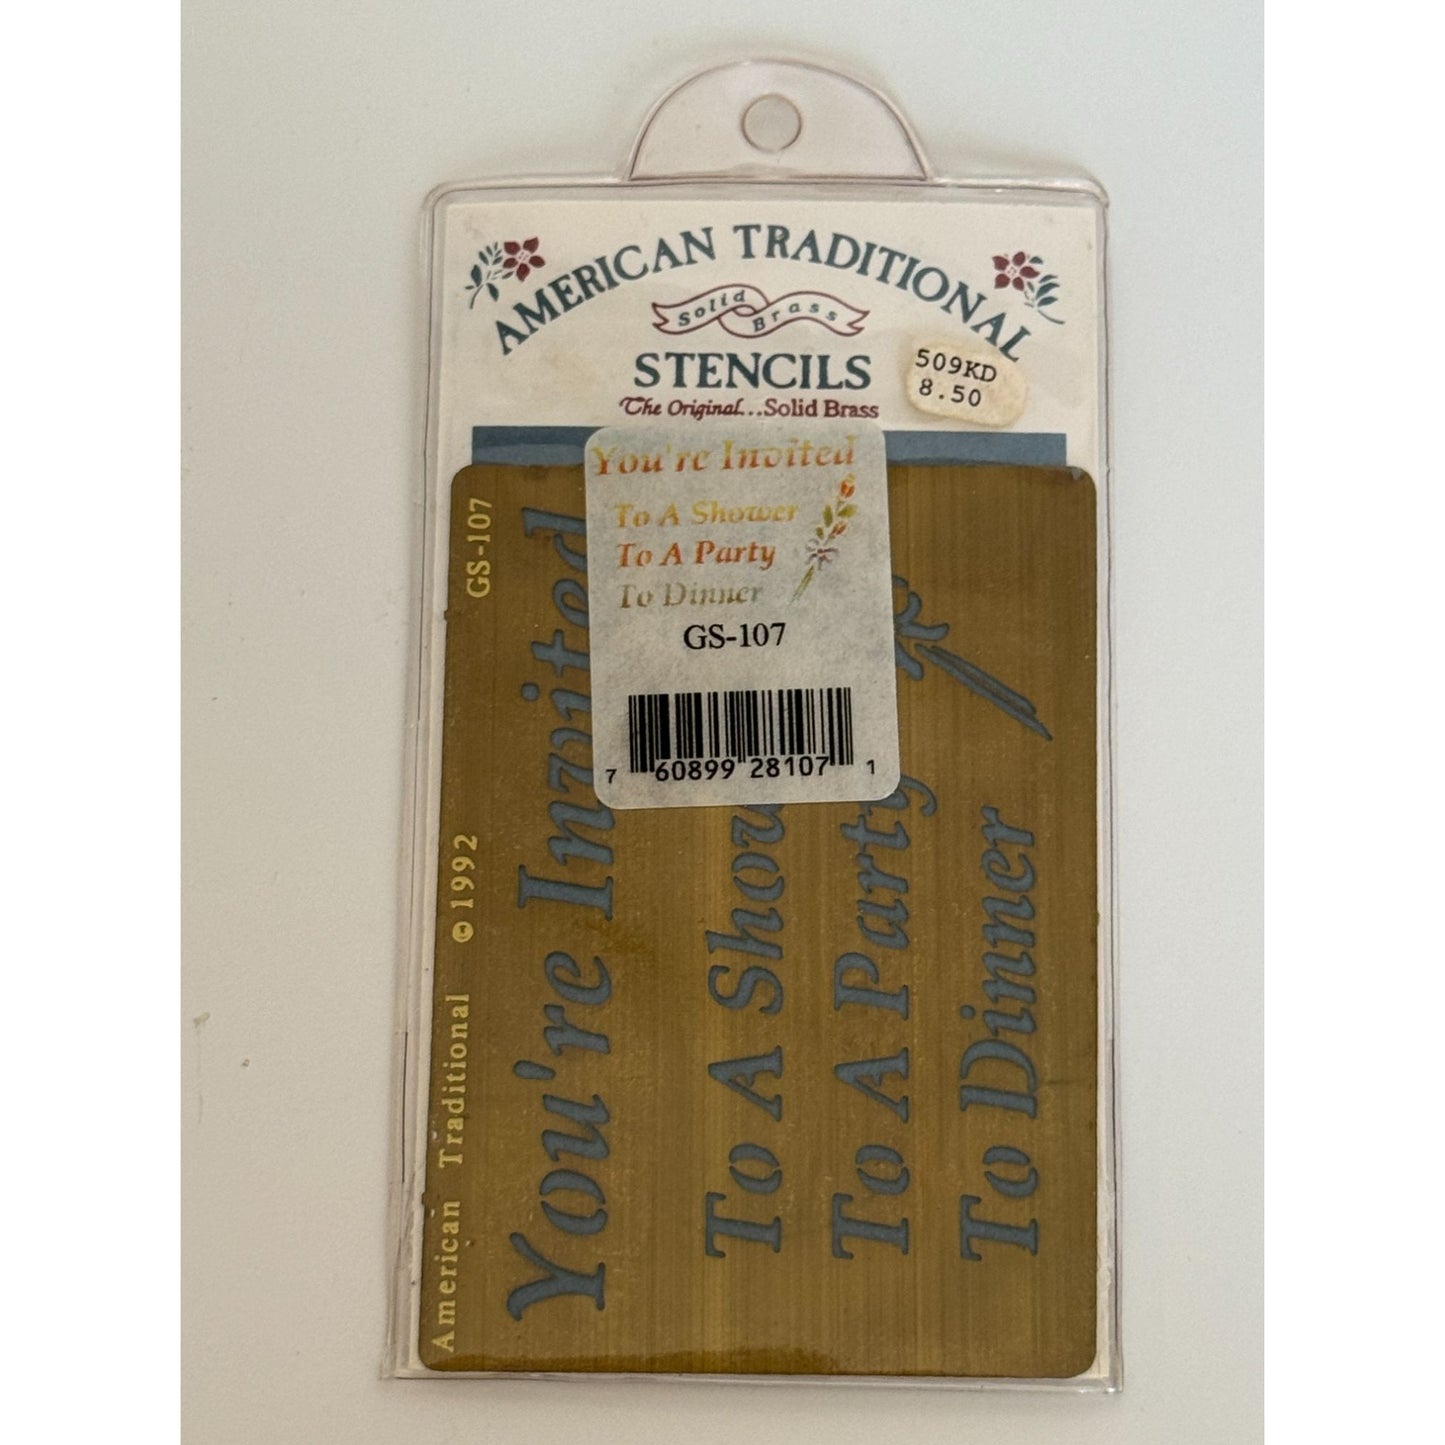 AMERICAN TRADITIONAL
Solid Brass
STENCILS
The Original...Solid Brass
509KD
8.50
You're Invited
To A Shower
To A Party
To Dinner
GS-107
7 60899 28107 1
GS-107
American Traditional © 1992
You're Invited
To A Show
To A Party
To Dinner